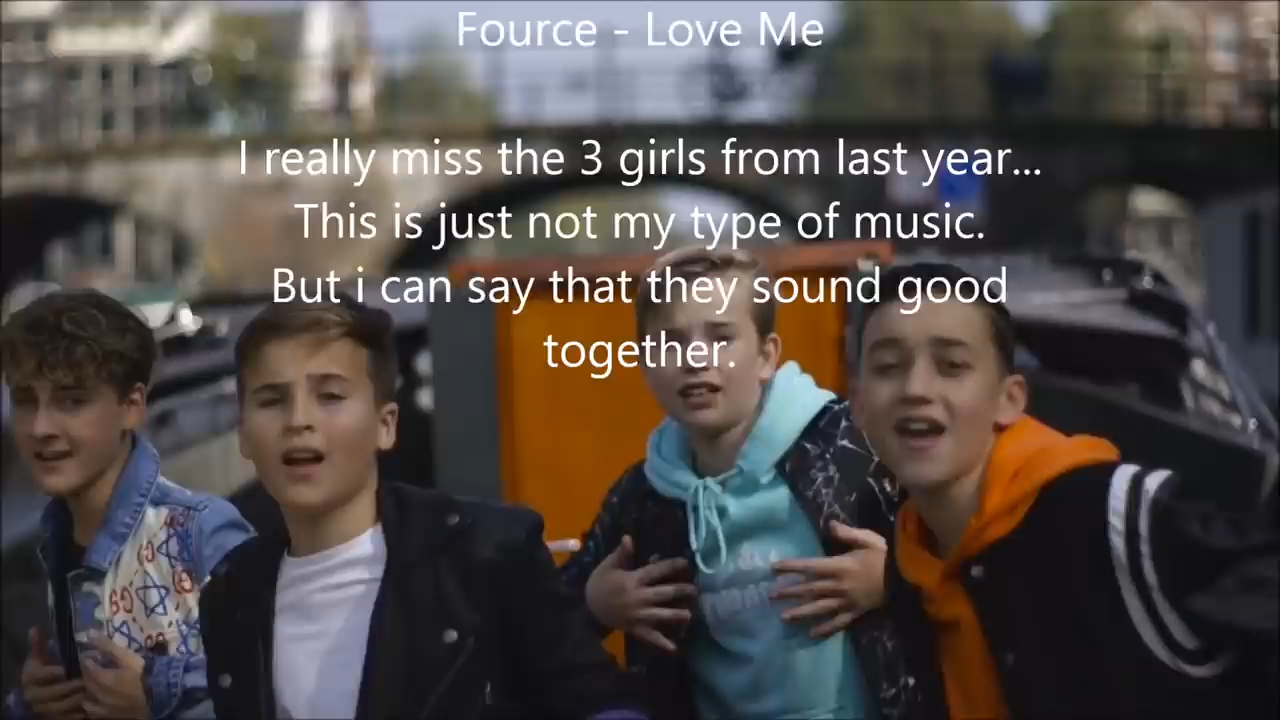 Fource - Love Me
I really miss the 3 girls from last year...
This is just not my type of music.
But i can say that they sound good
together.